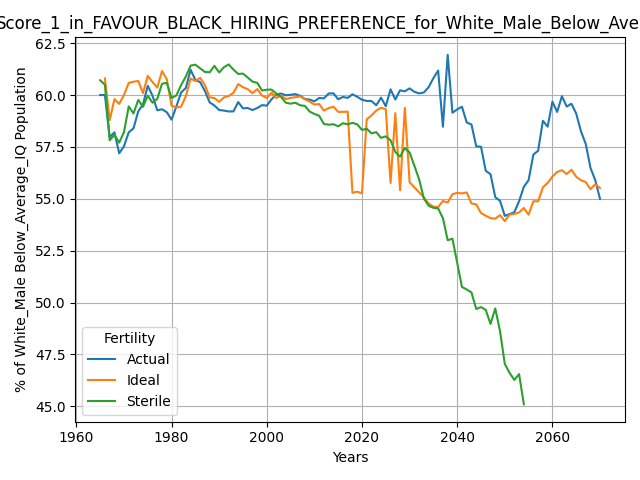 Score_1_in_FAVOUR_BLACK_HIRING_PREFERENCE_for_White_Male_Below_Ave
% of White_Male Below_Average_IQ Population
62.5
60.0
57.5
55.0
52.5
50.0
47.5
45.0
Fertility
Actual
Ideal
Sterile
1960
1980
2000
2020
2040
2060
Years